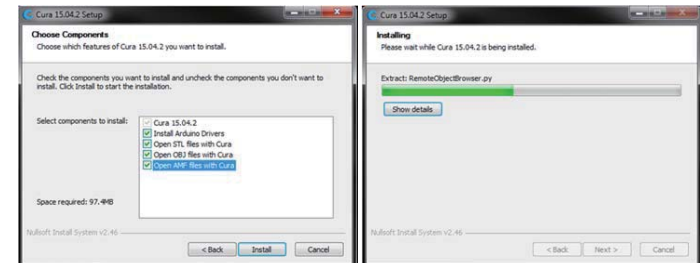 Cura 15.04.2 Setup
Choose Components
Choose which features of Cura 15.04.2 you want to install.
Check the components you want to install and uncheck the components you don't want to
install. Click Install to start the installation.
Select components to install:
Cura 15.04.2
Install Arduino Drivers
Open STL files with Cura
Open OBJ files with Cura
Open AMF files with Cura
Space required: 97.4MB
Nullsoft Install System v2.46
< Back
Install
Cancel
Cura 15.04.2 Setup
Installing
Please wait while Cura 15.04.2 is being installed.
Extract: RemoteObjectBrowser.py
Show details
Nullsoft Install System v2.46
< Back
Next >
Cancel